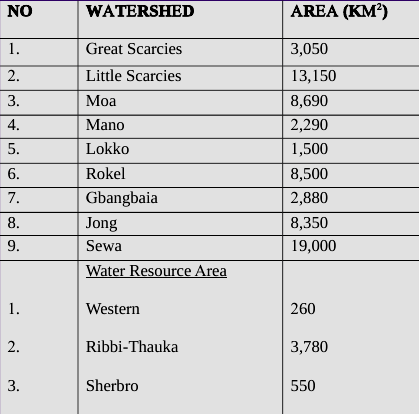 NO WATERSHED AREA (KM²)
1. Great Scarcies 3,050
2. Little Scarcies 13,150
3. Moa 8,690
4. Mano 2,290
5. Lokko 1,500
6. Rokel 8,500
7. Gbangbaia 2,880
8. Jong 8,350
9. Sewa 19,000
Water Resource Area
1. Western 260
2. Ribbi-Thauka 3,780
3. Sherbro 550